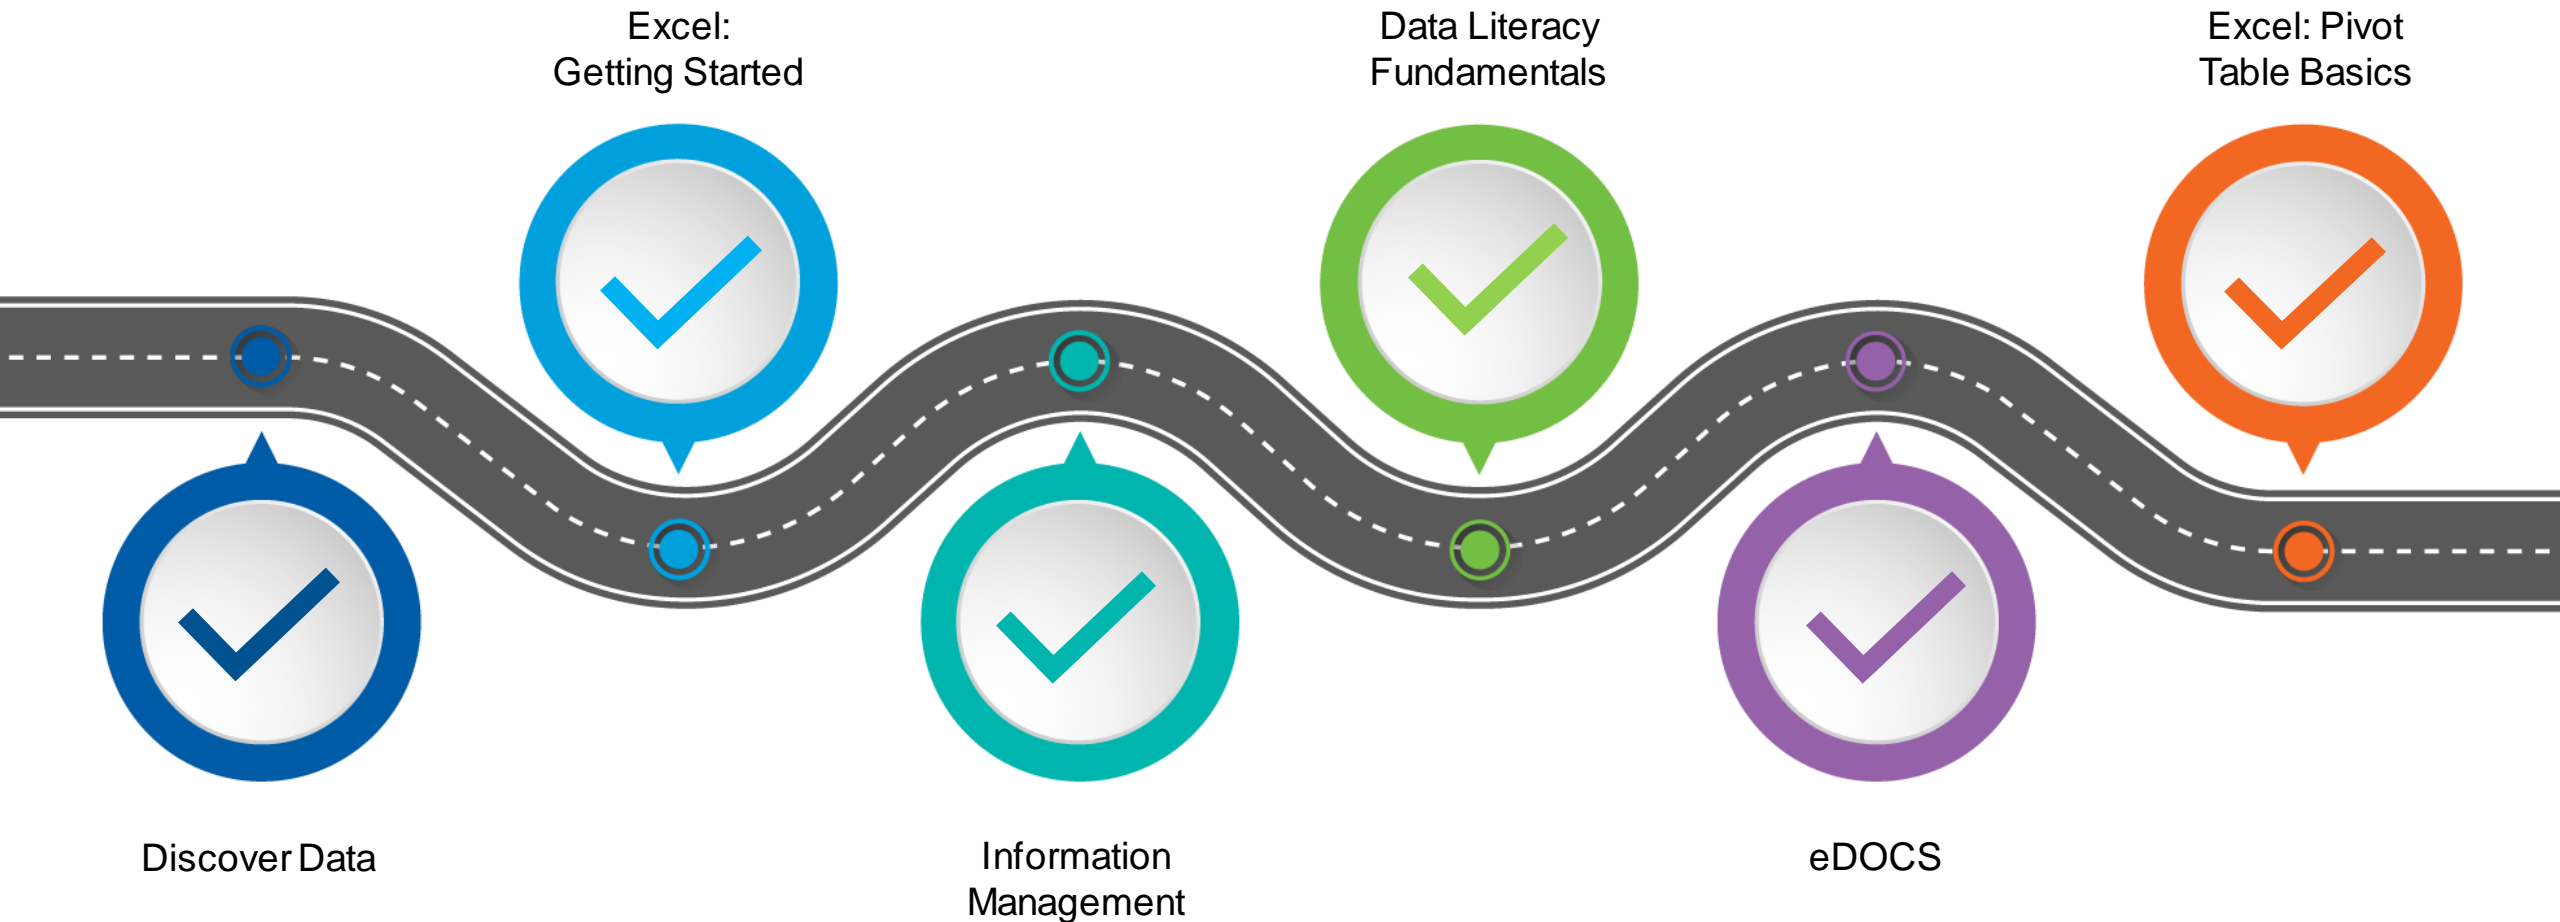 Excel:
Getting Started
Data Literacy
Fundamentals
Excel: Pivot
Table Basics
Discover Data
Information
Management
eDOCS